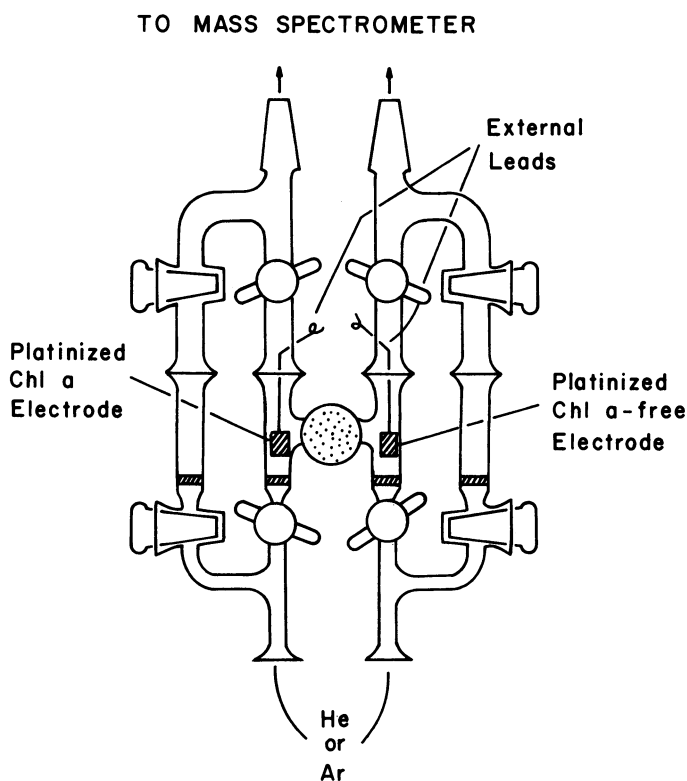 TO MASS SPECTROMETER
External
Leads
Platinized
Chl a
Electrode
Platinized
Chl a-free
Electrode
He
or
Ar